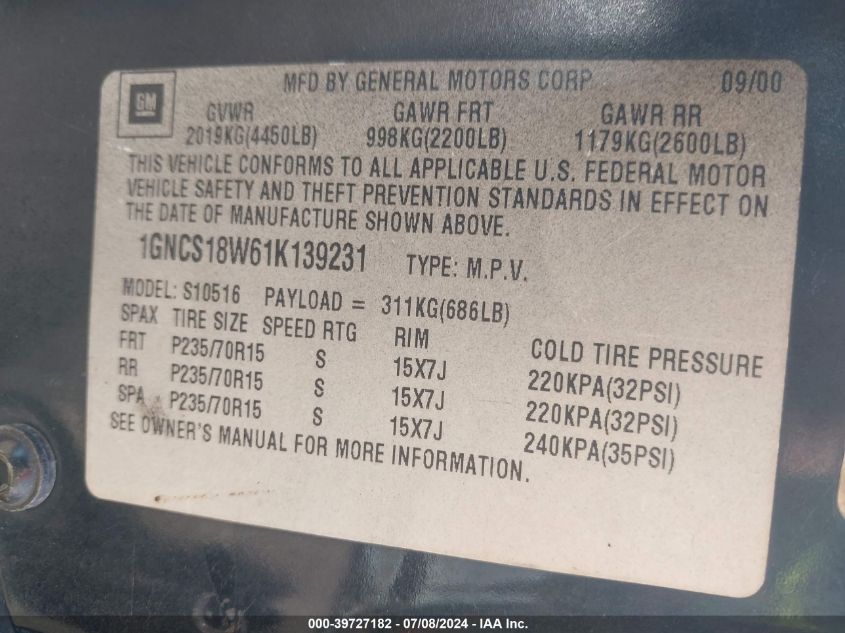 GM
MFD BY GENERAL MOTORS CORP 09/00
GVWR GAWR FRT GAWR RR
2019KG(4450LB) 998KG(2200LB) 1179KG(2600LB)
THIS VEHICLE CONFORMS TO ALL APPLICABLE U.S. FEDERAL MOTOR
VEHICLE SAFETY AND THEFT PREVENTION STANDARDS IN EFFECT ON
THE DATE OF MANUFACTURE SHOWN ABOVE.
1GNCS18W61K139231 TYPE: M.P.V.
MODEL: S10516 PAYLOAD = 311KG(686LB)
SPAX TIRE SIZE SPEED RTG RIM COLD TIRE PRESSURE
FRT P235/70R15 S 15X7J 220KPA(32PSI)
RR P235/70R15 S 15X7J 220KPA(32PSI)
SPA P235/70R15 S 15X7J 240KPA(35PSI)
SEE OWNER'S MANUAL FOR MORE INFORMATION.
000-39727182 - 07/08/2024 - IAA Inc.